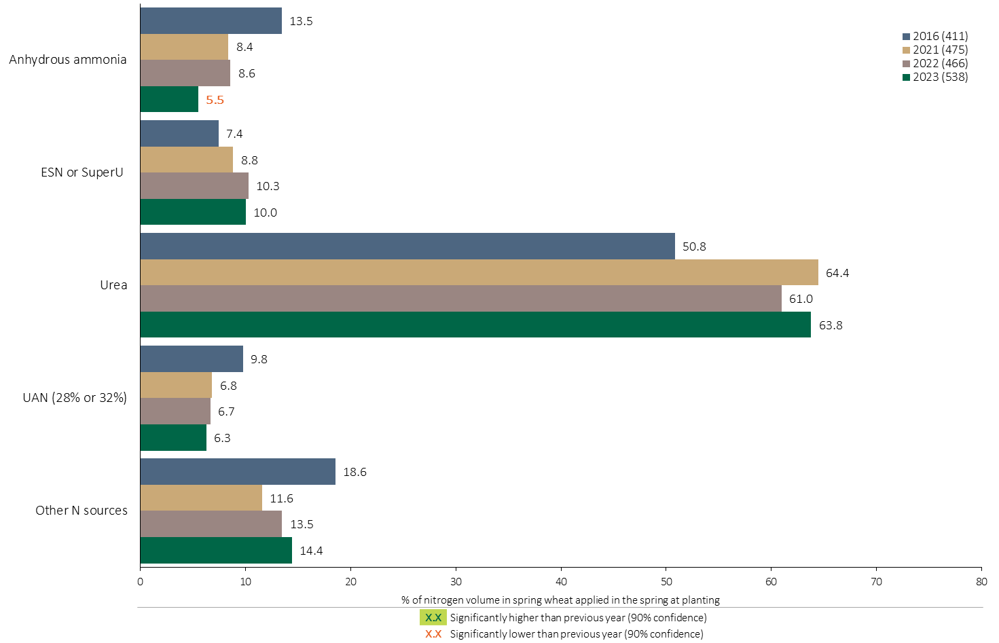 2016 (411)
2021 (475)
2022 (466)
2023 (538)
Anhydrous ammonia
13.5
8.4
8.6
5.5
ESN or SuperU
7.4
8.8
10.3
10.0
Urea
50.8
64.4
61.0
63.8
UAN (28% or 32%)
9.8
6.8
6.7
6.3
Other N sources
18.6
11.6
13.5
14.4
0 10 20 30 40 50 60 70 80
% of nitrogen volume in spring wheat applied in the spring at planting
X.X Significantly higher than previous year (90% confidence)
X.X Significantly lower than previous year (90% confidence)